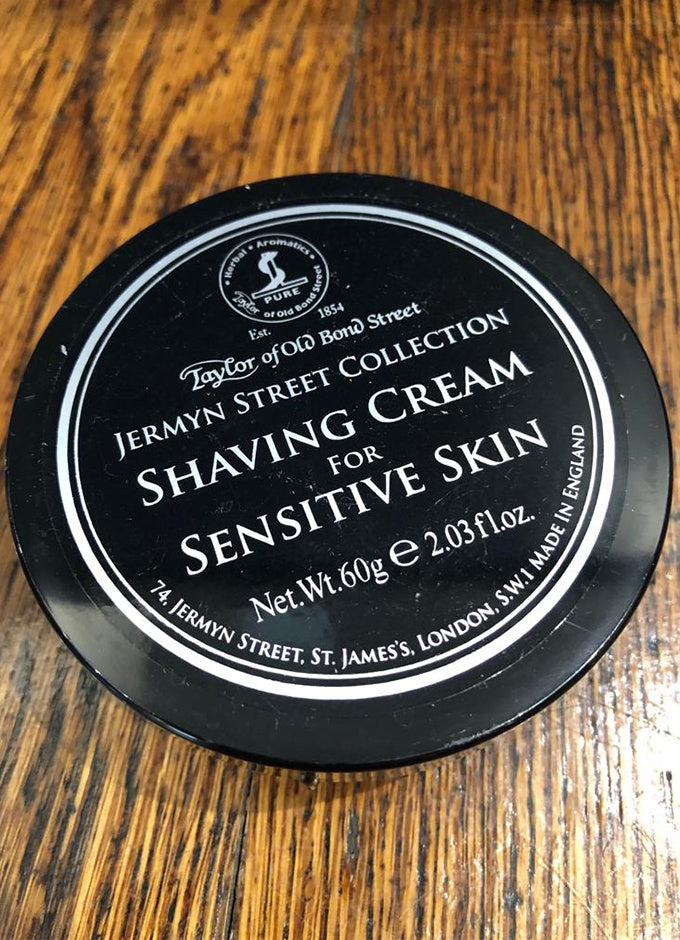 Herbal • Aromatics
PURE
Taylor of Old Bond Street
Est. 1854
Taylor of Old Bond Street
JERMYN STREET COLLECTION
SHAVING CREAM
FOR
SENSITIVE SKIN
Net.Wt.60g e 2.03fl.oz.
74, JERMYN STREET, ST. JAMES'S, LONDON, S.W.1 MADE IN ENGLAND